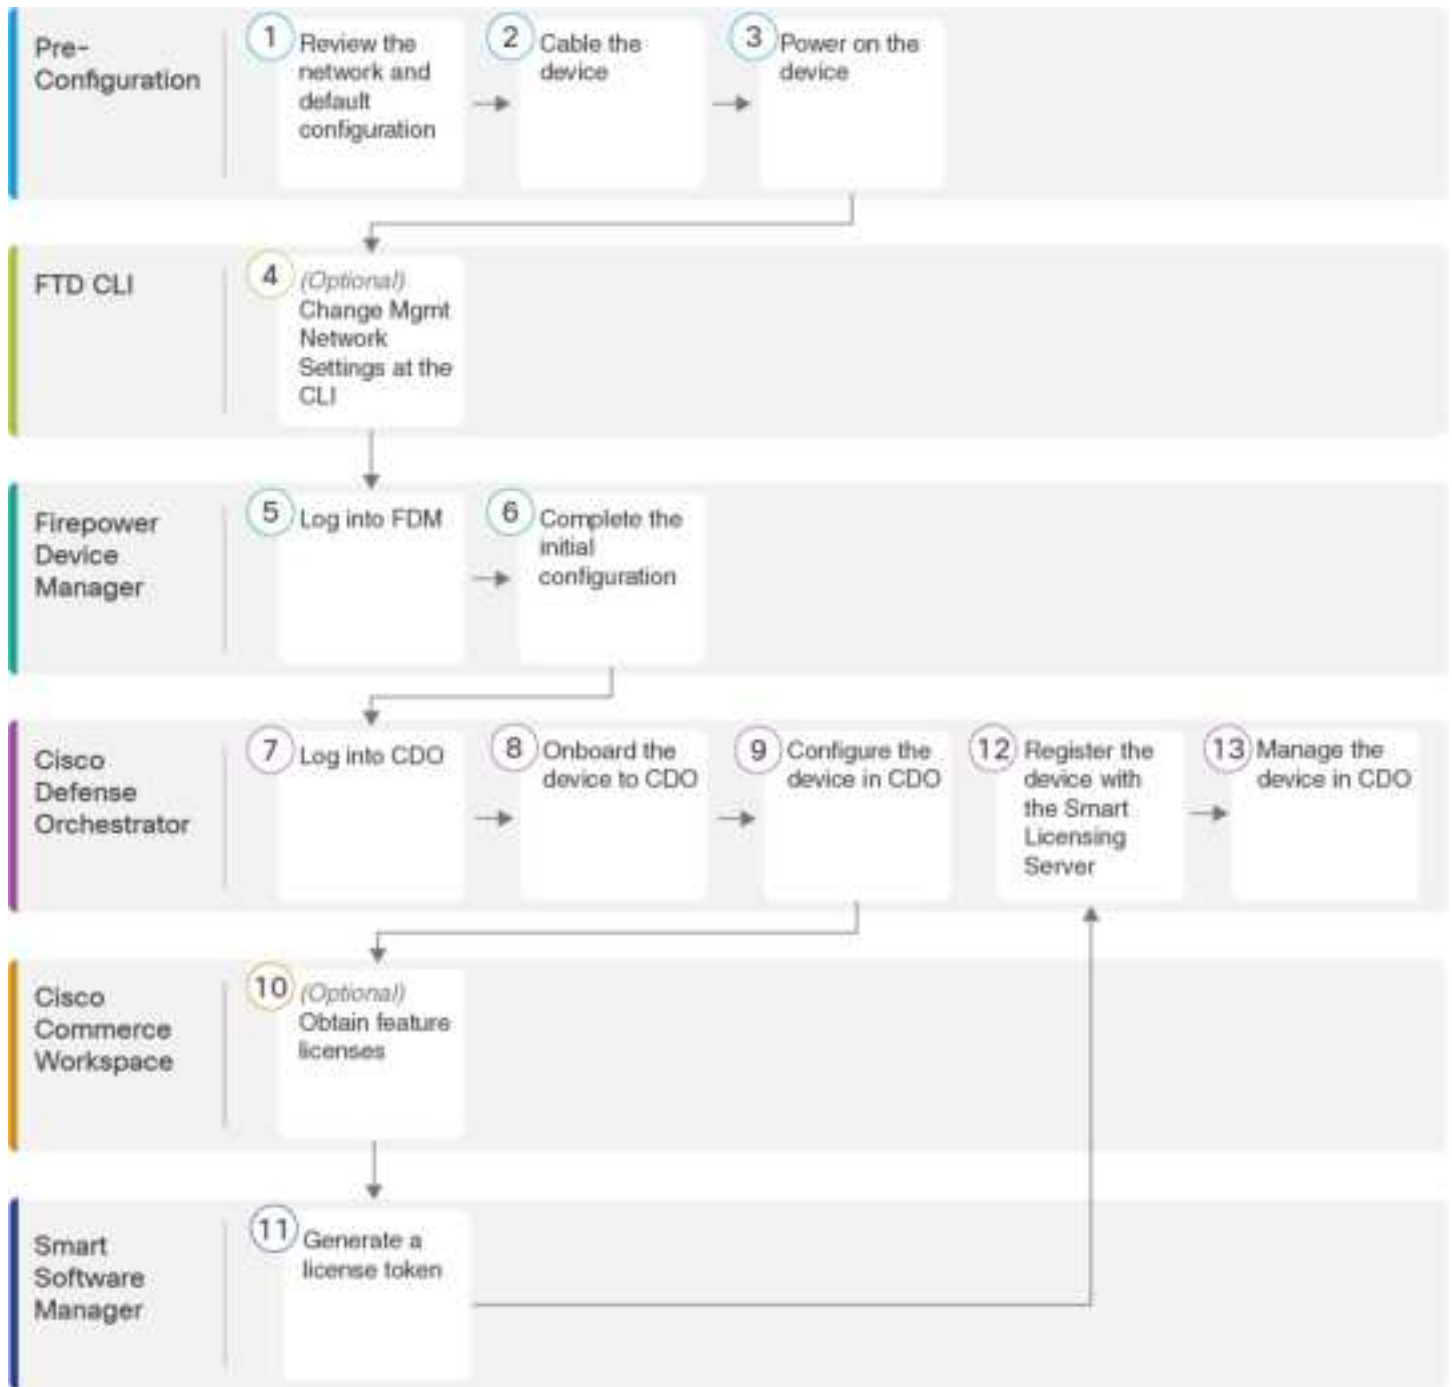 Pre-
Configuration
1
Review the
network and
default
configuration
2
Cable the
device
3
Power on the
device
FTD CLI
4
(Optional)
Change Mgmt
Network
Settings at the
CLI
Firepower
Device
Manager
5
Log into FDM
6
Complete the
initial
configuration
Cisco
Defense
Orchestrator
7
Log into CDO
8
Onboard the
device to CDO
9
Configure the
device in CDO
12
Register the
device with
the Smart
Licensing
Server
13
Manage the
device in CDO
Cisco
Commerce
Workspace
10
(Optional)
Obtain feature
licenses
Smart
Software
Manager
11
Generate a
license token